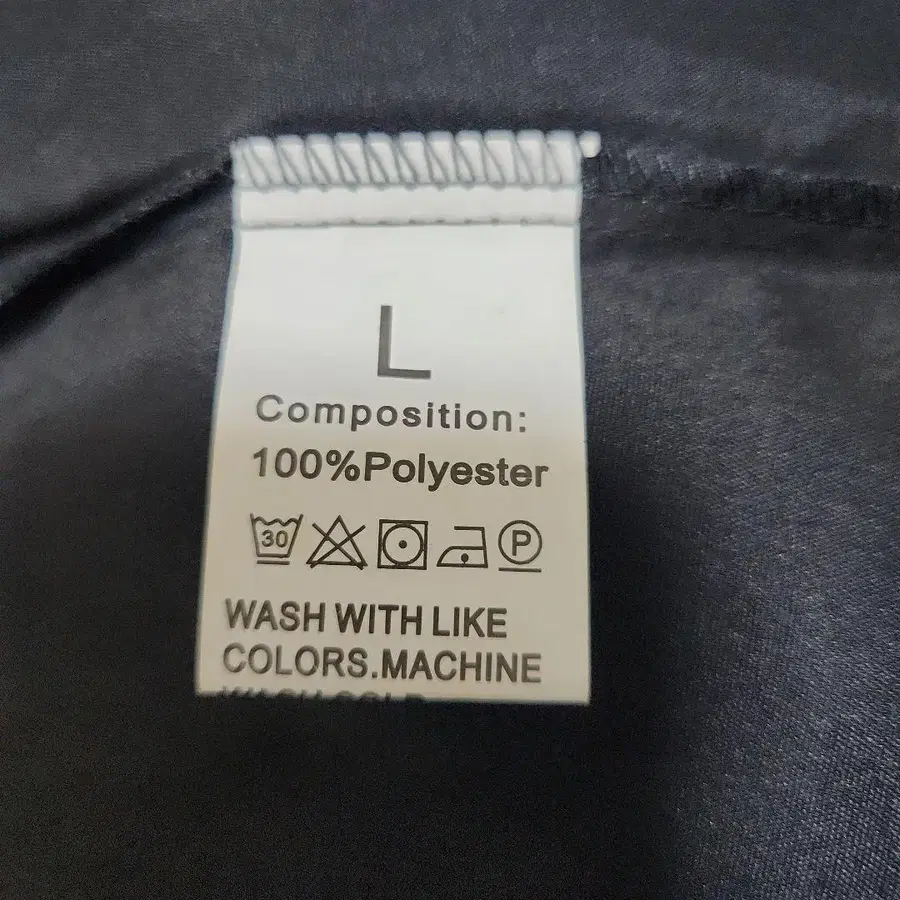 L
Composition:
100%Polyester
30 P
WASH WITH LIKE
COLORS.MACHINE